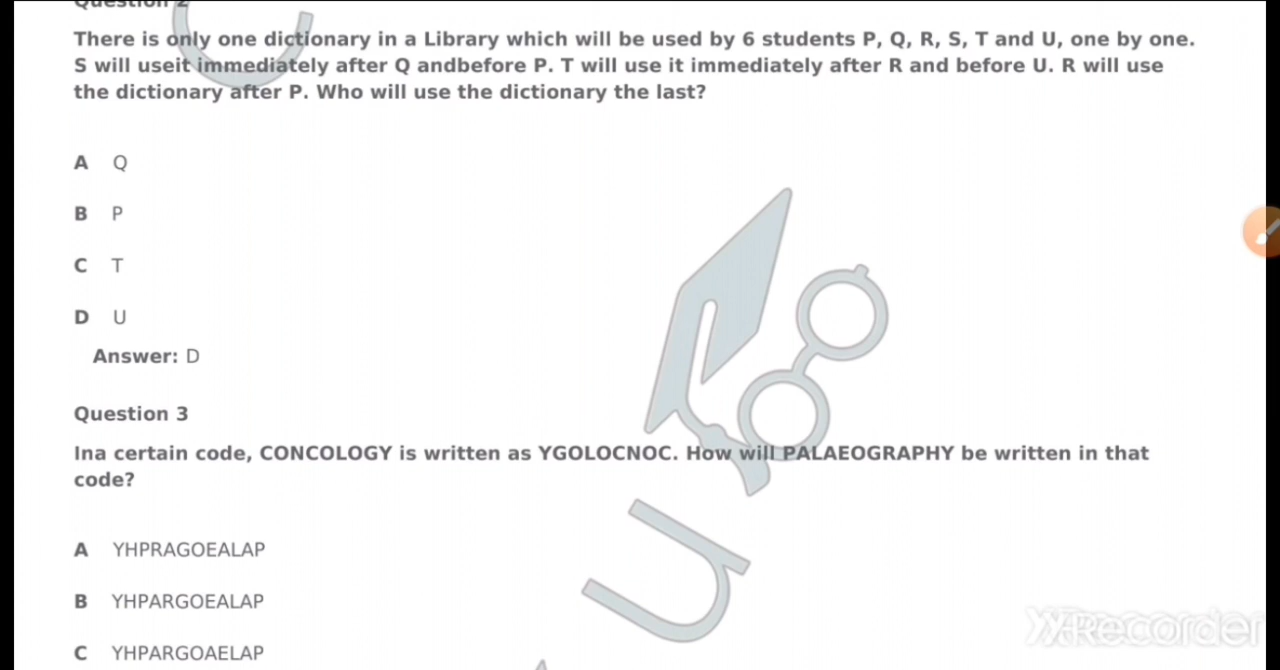 Question 2
There is only one dictionary in a Library which will be used by 6 students P, Q, R, S, T and U, one by one.
S will useit immediately after Q andbefore P. T will use it immediately after R and before U. R will use
the dictionary after P. Who will use the dictionary the last?
A Q
B P
C T
D U
Answer: D
Question 3
Ina certain code, CONCOLOGY is written as YGOLOCNOC. How will PALAEOGRAPHY be written in that
code?
A YHPRAGOEALAP
B YHPARGOEALAP
C YHPARGOAELAP
XRecorder